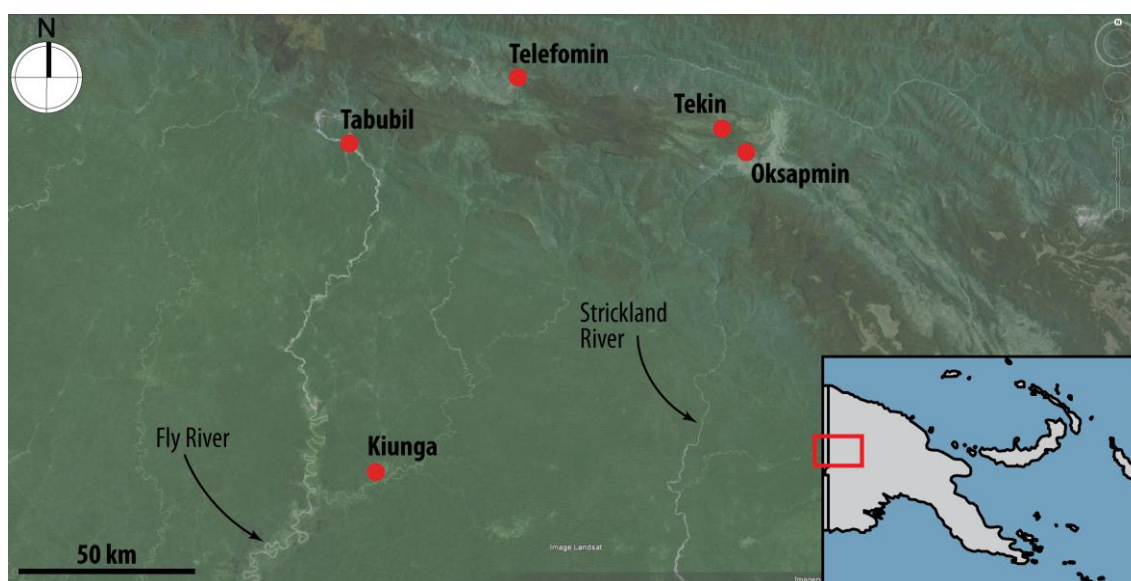 N
Telefomin
Tabubil
Tekin
Oksapmin
Strickland
River
Fly River
Kiunga
50 km
Image Landsat